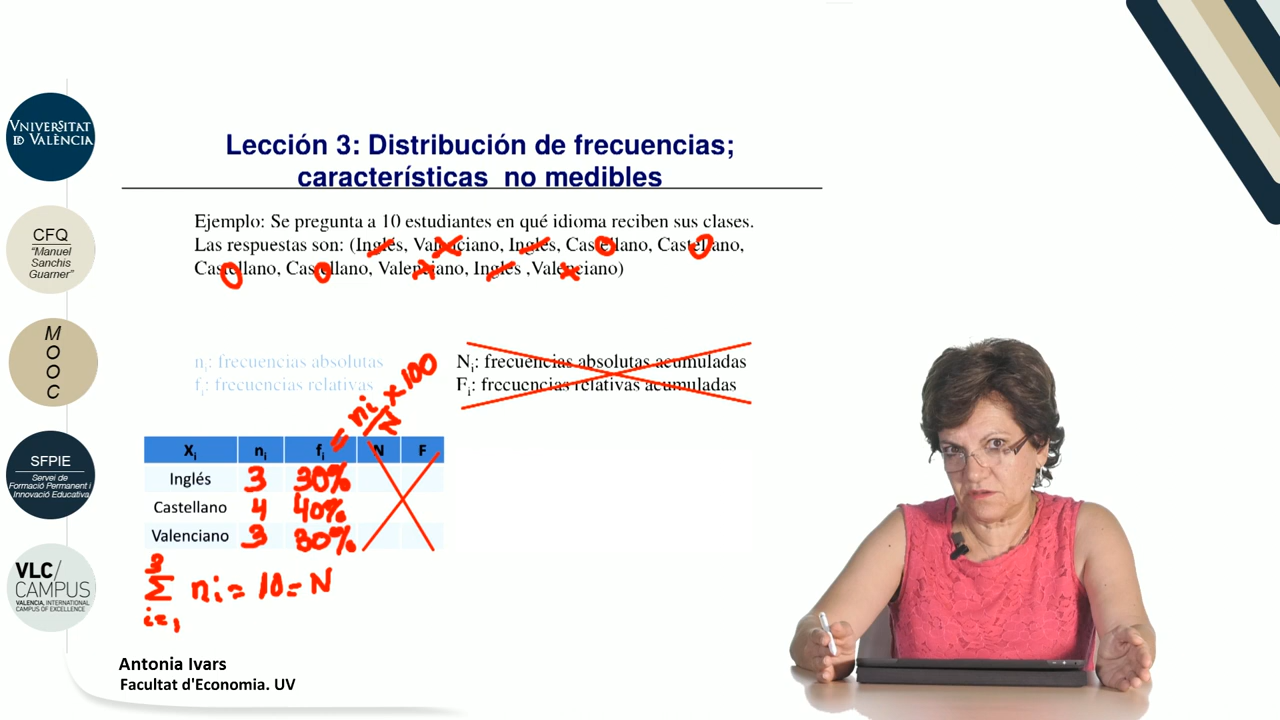 Lección 3: Distribución de frecuencias;
características no medibles
Ejemplo: Se pregunta a 10 estudiantes en qué idioma reciben sus clases.
Las respuestas son: (Inglés, Valenciano, Inglés, Castellano, Castellano,
Castellano, Castellano, Valenciano, Inglés ,Valenciano)
ni: frecuencias absolutas
fi: frecuencias relativas
Ni: frecuencias absolutas acumuladas
Fi: frecuencias relativas acumuladas
= ni/N x 100
Xi ni fi N F
Inglés 3 30%
Castellano 4 40%
Valenciano 3 30%
3
Σ ni = 10 = N
i=1
Antonia Ivars
Facultat d'Economia. UV
VNIVERSITAT
ID VALÈNCIA
CFQ
"Manuel
Sanchis
Guarner"
M
O
O
C
SFPIE
Servei de
Formació Permanent i
Innovació Educativa
VLC/
CAMPUS
VALENCIA, INTERNATIONAL
CAMPUS OF EXCELLENCE